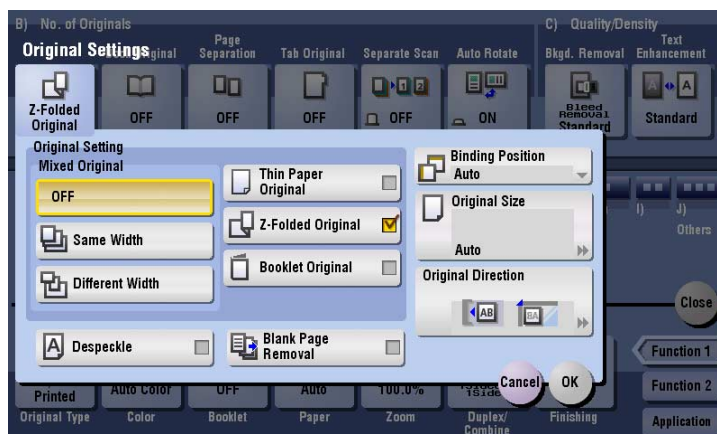 B) No. of Originals
C) Quality/Density
Original Settings
Original
Page
Separation
Tab Original
Separate Scan
Auto Rotate
Bkgd. Removal
Text
Enhancement
Z-Folded
Original
OFF
OFF
OFF
OFF
ON
Bleed
Removal
Standard
Standard
Original Setting
Mixed Original
OFF
Same Width
Different Width
Thin Paper
Original
Z-Folded Original
Booklet Original
Despeckle
Blank Page
Removal
Binding Position
Auto
Original Size
Auto
Original Direction
AB
BA
I)
J)
Others
Close
Cancel
OK
Function 1
Function 2
Application
Printed
Auto Color
OFF
Auto
100.0%
Original Type
Color
Booklet
Paper
Zoom
Duplex/
Combine
Finishing